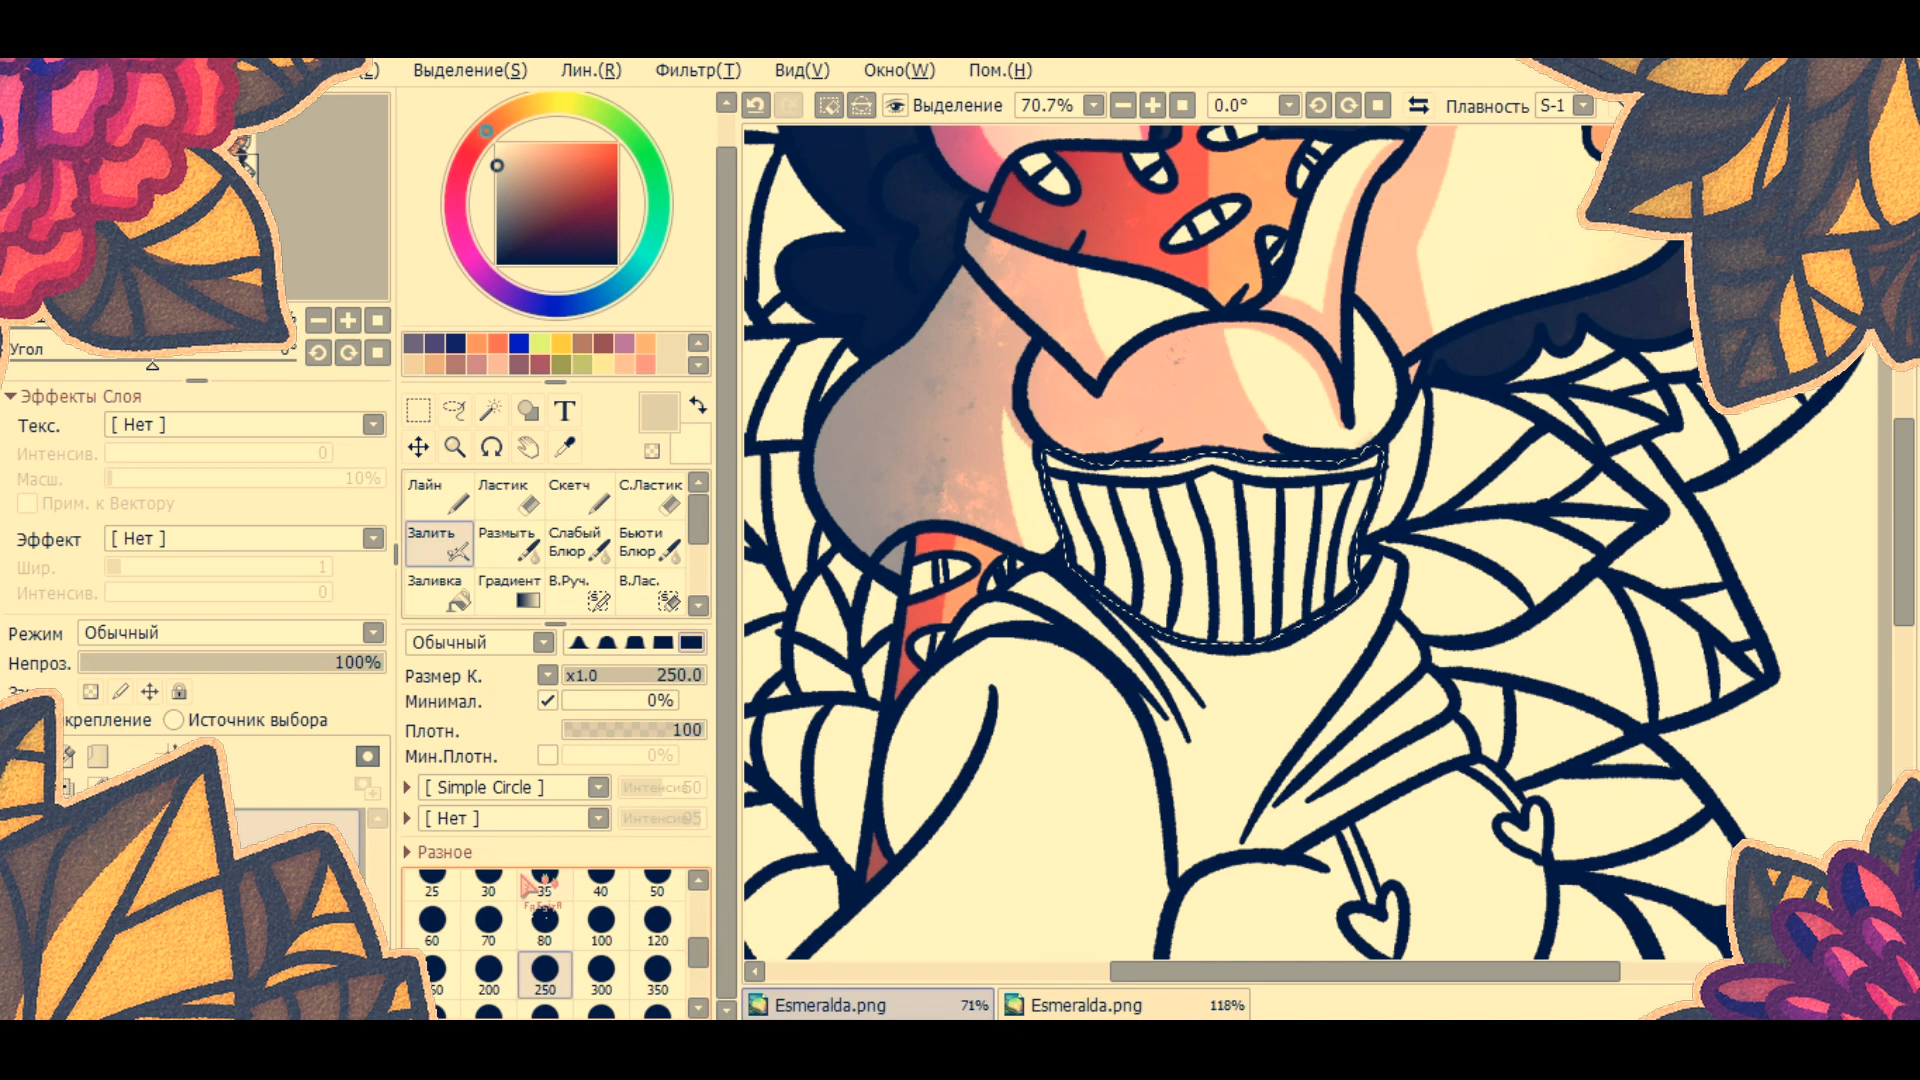 Выделение(S) Лин.(R) Фильтр(T) Вид(V) Окно(W) Пом.(H)
Выделение 70.7% 0.0° Плавность S-1
Угол
Эффекты Слоя
Текс. [ Нет ]
Интенсив. 0
Масш. 10%
Прим. к Вектору
Эффект [ Нет ]
Шир. 1
Интенсив. 0
Режим Обычный
Непроз. 100%
крепление Источник выбора
T
Лайн Ластик Скетч С.Ластик
Залить Размыть Слабый Блюр Бьюти Блюр
Заливка Градиент В.Руч. В.Лас.
Обычный
Размер К. x1.0 250.0
Минимал. 0%
Плотн. 100
Мин.Плотн. 0%
[ Simple Circle ]
[ Нет ]
Разное
25 30 35 40 50
60 70 80 100 120
200 250 300 350
Esmeralda.png 71% Esmeralda.png 118%